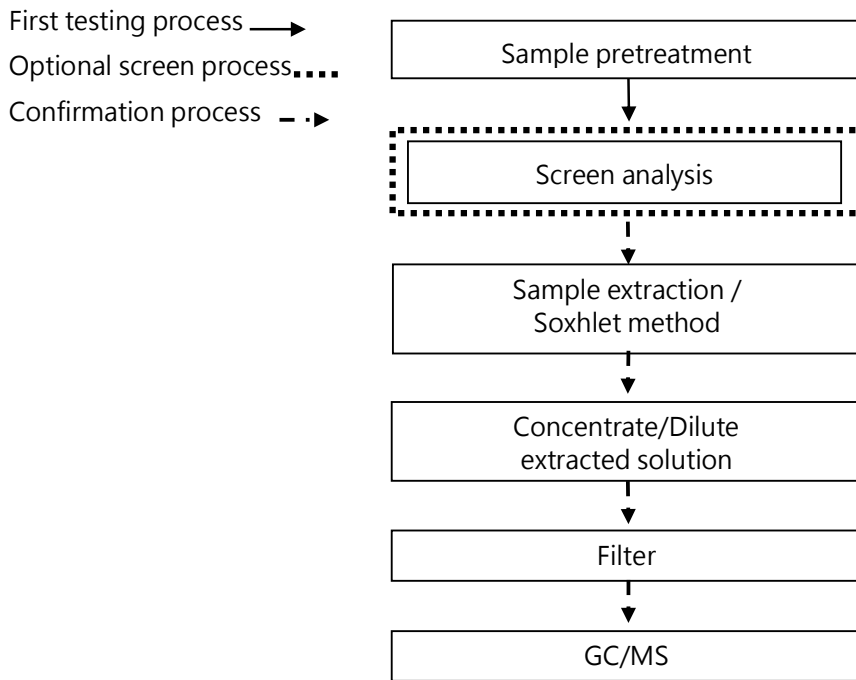 First testing process
Optional screen process
Confirmation process
Sample pretreatment
Screen analysis
Sample extraction /
Soxhlet method
Concentrate/Dilute
extracted solution
Filter
GC/MS